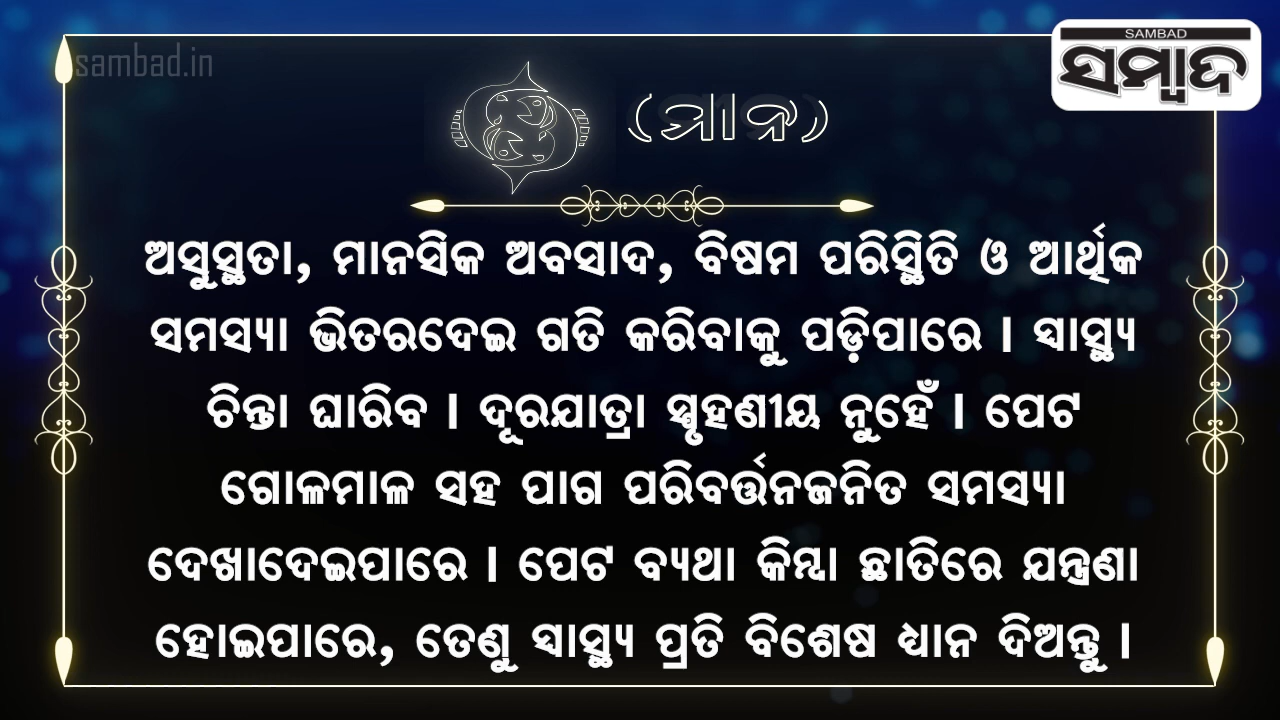 sambad.in
SAMBAD
ସମ୍ବାଦ
(ମୀନ)
ଅସୁସ୍ଥତା, ମାନସିକ ଅବସାଦ, ବିଷମ ପରିସ୍ଥିତି ଓ ଆର୍ଥିକ
ସମସ୍ୟା ଭିତରଦେଇ ଗତି କରିବାକୁ ପଡ଼ିପାରେ । ସ୍ୱାସ୍ଥ୍ୟ
ଚିନ୍ତା ଘାରିବ । ଦୂରଯାତ୍ରା ସ୍ପୃହଣୀୟ ନୁହେଁ । ପେଟ
ଗୋଳମାଳ ସହ ପାଗ ପରିବର୍ତ୍ତନଜନିତ ସମସ୍ୟା
ଦେଖାଦେଇପାରେ । ପେଟ ବ୍ୟଥା କିମ୍ୱା ଛାତିରେ ଯନ୍ତ୍ରଣା
ହୋଇପାରେ, ତେଣୁ ସ୍ୱାସ୍ଥ୍ୟ ପ୍ରତି ବିଶେଷ ଧ୍ୟାନ ଦିଅନ୍ତୁ ।